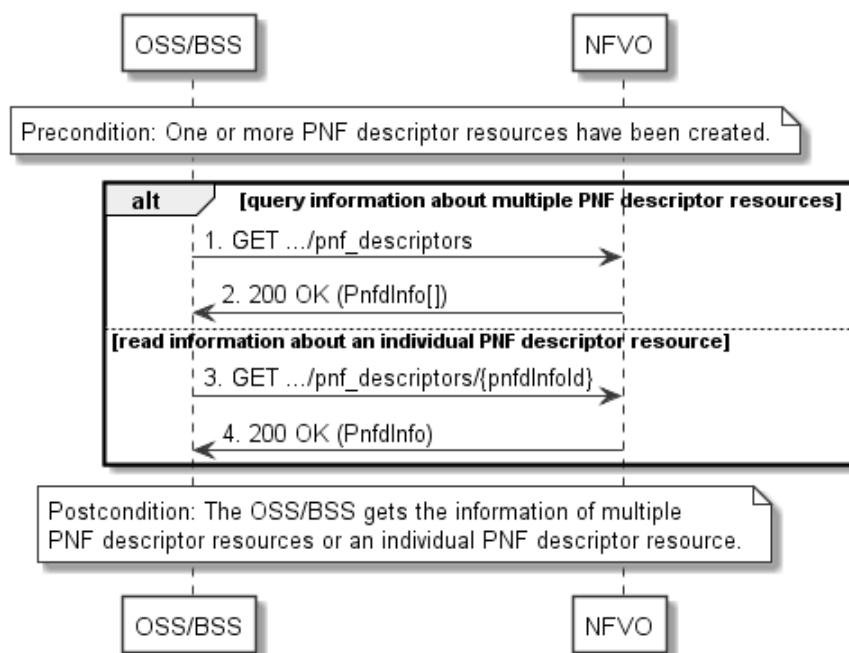 OSS/BSS
NFVO
Precondition: One or more PNF descriptor resources have been created.
alt
[query information about multiple PNF descriptor resources]
1. GET .../pnf_descriptors
2. 200 OK (PnfdInfo[])
[read information about an individual PNF descriptor resource]
3. GET .../pnf_descriptors/{pnfdInfoId}
4. 200 OK (PnfdInfo)
Postcondition: The OSS/BSS gets the information of multiple
PNF descriptor resources or an individual PNF descriptor resource.
OSS/BSS
NFVO